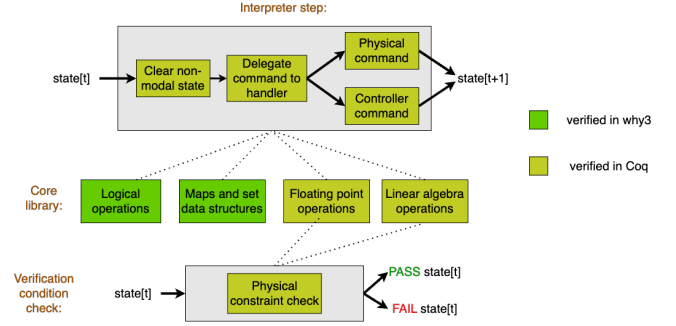 Interpreter step:
Physical
command
Clear non-
modal state
Delegate
command to
handler
state[t]
state[t+1]
Controller
command
verified in why3
verified in Coq
Core
library:
Logical
operations
Maps and set
data structures
Floating point
operations
Linear algebra
operations
Verification
condition
check:
state[t]
Physical
constraint check
PASS state[t]
FAIL state[t]